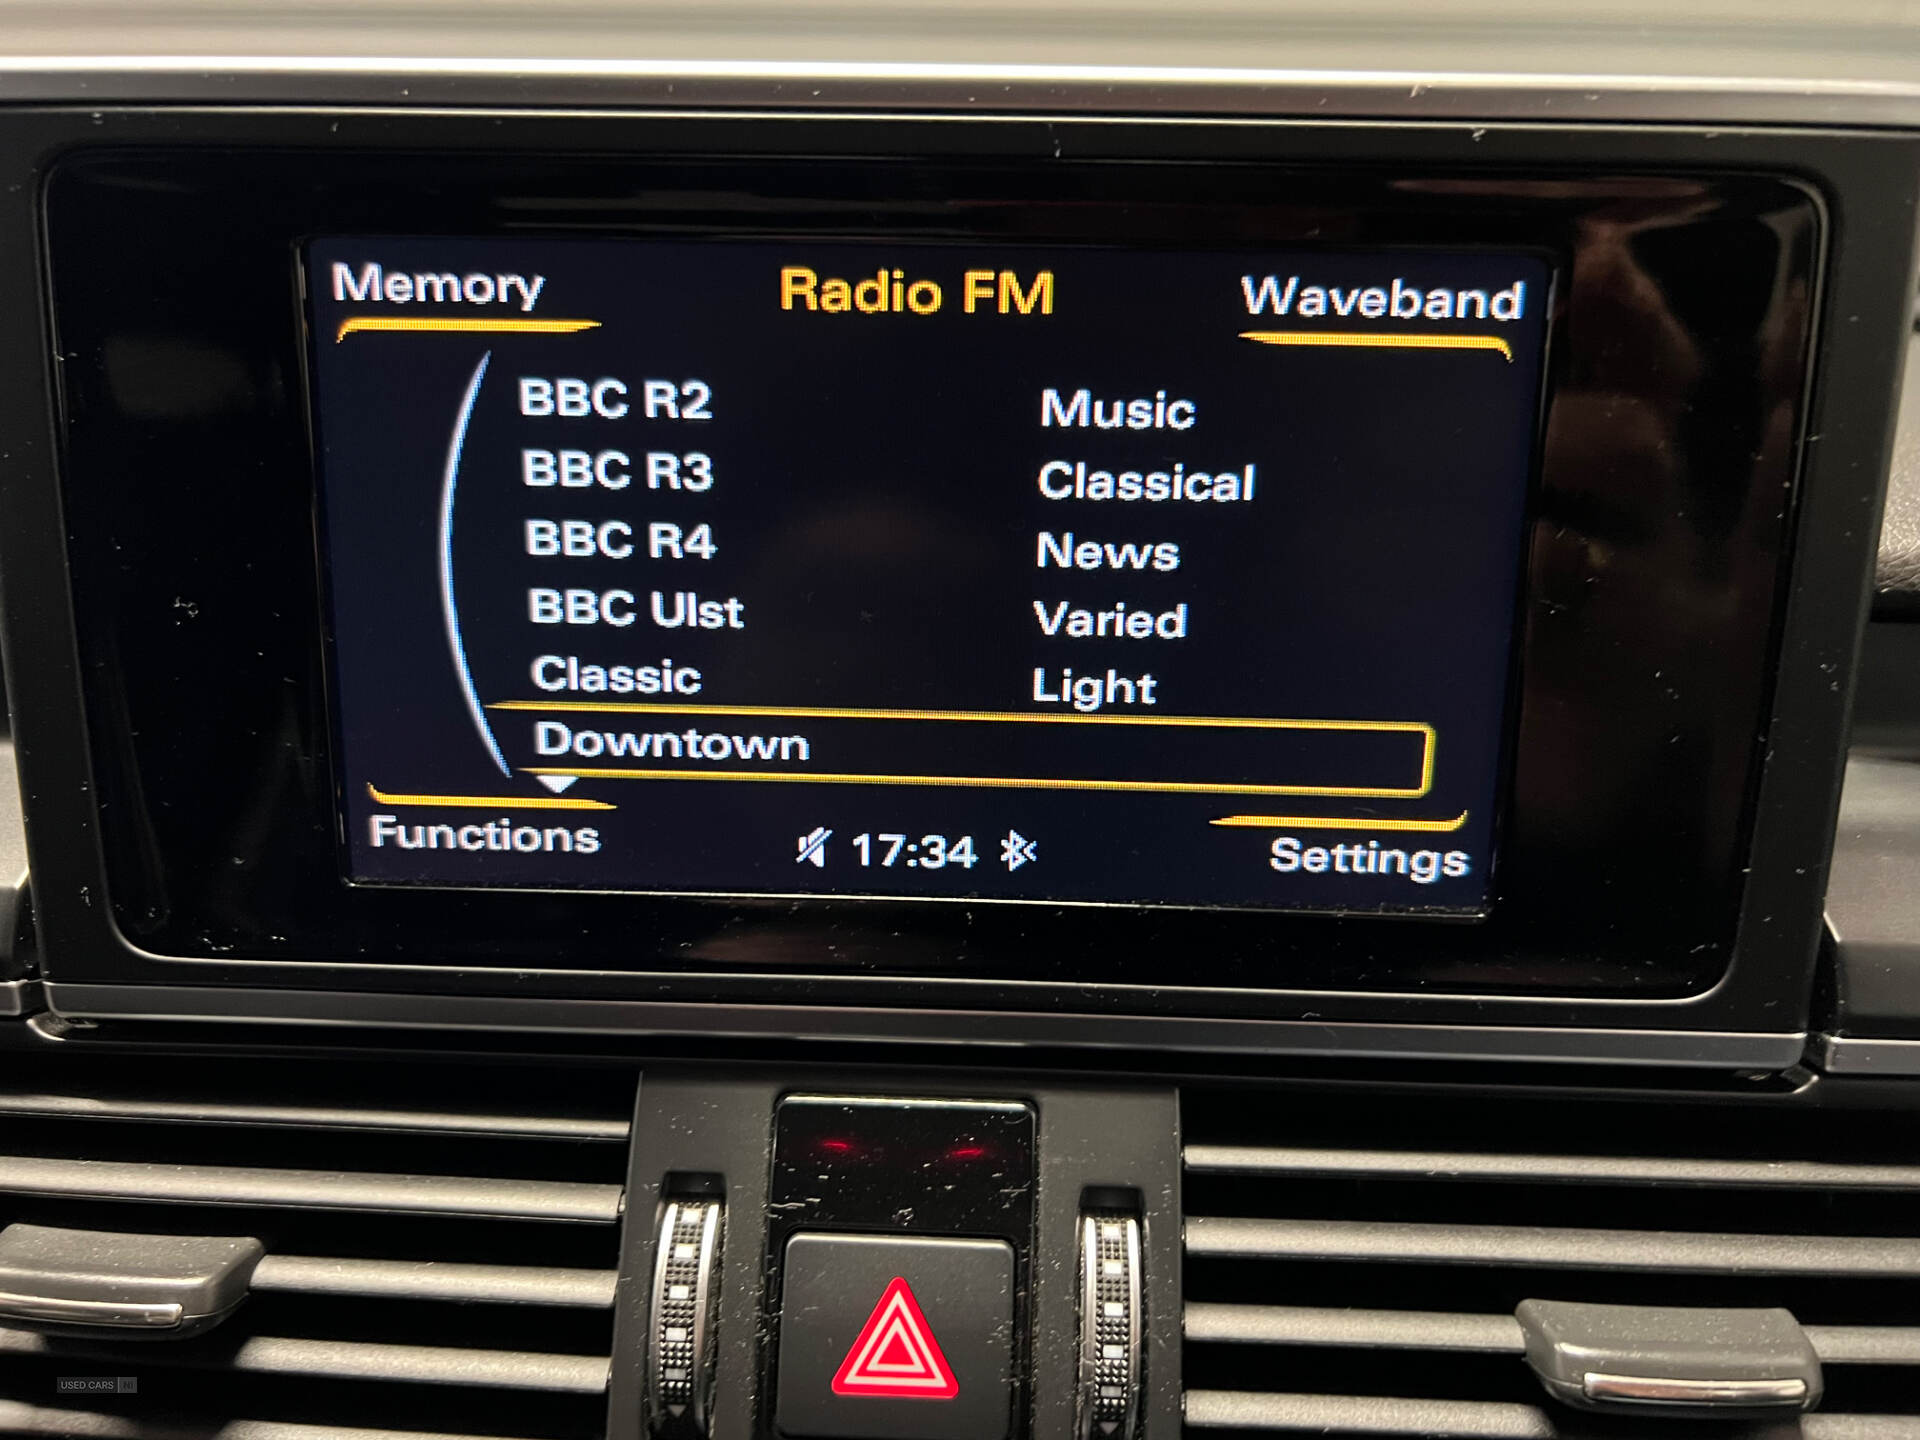 Memory Radio FM Waveband
BBC R2 Music
BBC R3 Classical
BBC R4 News
BBC Ulst Varied
Classic Light
Downtown
Functions 17:34 Settings
USED CARS NI